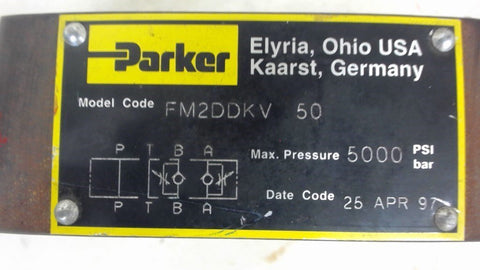 Parker
Elyria, Ohio USA
Kaarst, Germany
Model Code FM2DDKV 50
P T B A
Max. Pressure 5000 PSI
bar
P T B A
Date Code 25 APR 97